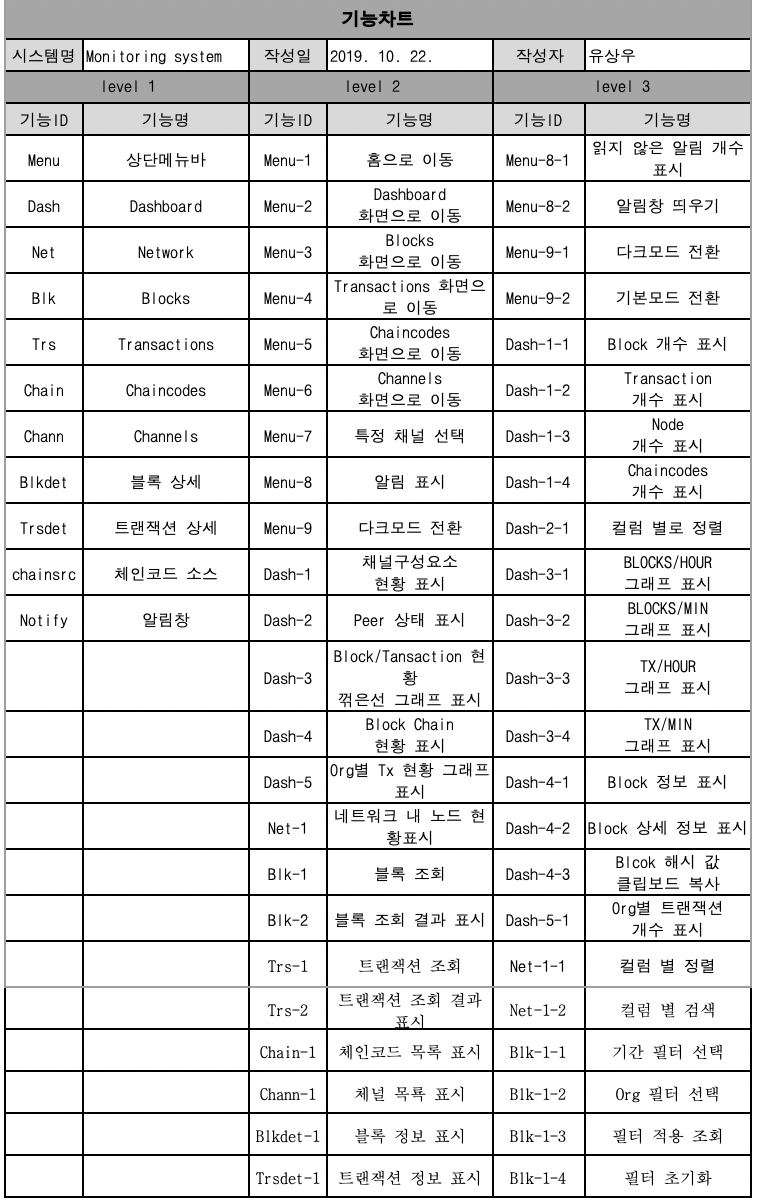 기능차트
시스템명 Monitoring system 작성일 2019. 10. 22. 작성자 유상우
level 1 level 2 level 3
기능ID 기능명 기능ID 기능명 기능ID 기능명
Menu 상단메뉴바 Menu-1 홈으로 이동 Menu-8-1 읽지 않은 알림 개수
표시
Dash Dashboard Menu-2 Dashboard
화면으로 이동 Menu-8-2 알림창 띄우기
Net Network Menu-3 Blocks
화면으로 이동 Menu-9-1 다크모드 전환
Blk Blocks Menu-4 Transactions 화면으
로 이동 Menu-9-2 기본모드 전환
Trs Transactions Menu-5 Chaincodes
화면으로 이동 Dash-1-1 Block 개수 표시
Chain Chaincodes Menu-6 Channels
화면으로 이동 Dash-1-2 Transaction
개수 표시
Chann Channels Menu-7 특정 채널 선택 Dash-1-3 Node
개수 표시
Blkdet 블록 상세 Menu-8 알림 표시 Dash-1-4 Chaincodes
개수 표시
Trsdet 트랜잭션 상세 Menu-9 다크모드 전환 Dash-2-1 컬럼 별로 정렬
chainsrc 체인코드 소스 Dash-1 채널구성요소
현황 표시 Dash-3-1 BLOCKS/HOUR
그래프 표시
Notify 알림창 Dash-2 Peer 상태 표시 Dash-3-2 BLOCKS/MIN
그래프 표시
Dash-3 Block/Tansaction 현
황
꺾은선 그래프 표시 Dash-3-3 TX/HOUR
그래프 표시
Dash-4 Block Chain
현황 표시 Dash-3-4 TX/MIN
그래프 표시
Dash-5 Org별 Tx 현황 그래프
표시 Dash-4-1 Block 정보 표시
Net-1 네트워크 내 노드 현
황표시 Dash-4-2 Block 상세 정보 표시
Blk-1 블록 조회 Dash-4-3 Blcok 해시 값
클립보드 복사
Blk-2 블록 조회 결과 표시 Dash-5-1 Org별 트랜잭션
개수 표시
Trs-1 트랜잭션 조회 Net-1-1 컬럼 별 정렬
Trs-2 트랜잭션 조회 결과
표시 Net-1-2 컬럼 별 검색
Chain-1 체인코드 목록 표시 Blk-1-1 기간 필터 선택
Chann-1 체널 목룍 표시 Blk-1-2 Org 필터 선택
Blkdet-1 블록 정보 표시 Blk-1-3 필터 적용 조회
Trsdet-1 트랜잭션 정보 표시 Blk-1-4 필터 초기화